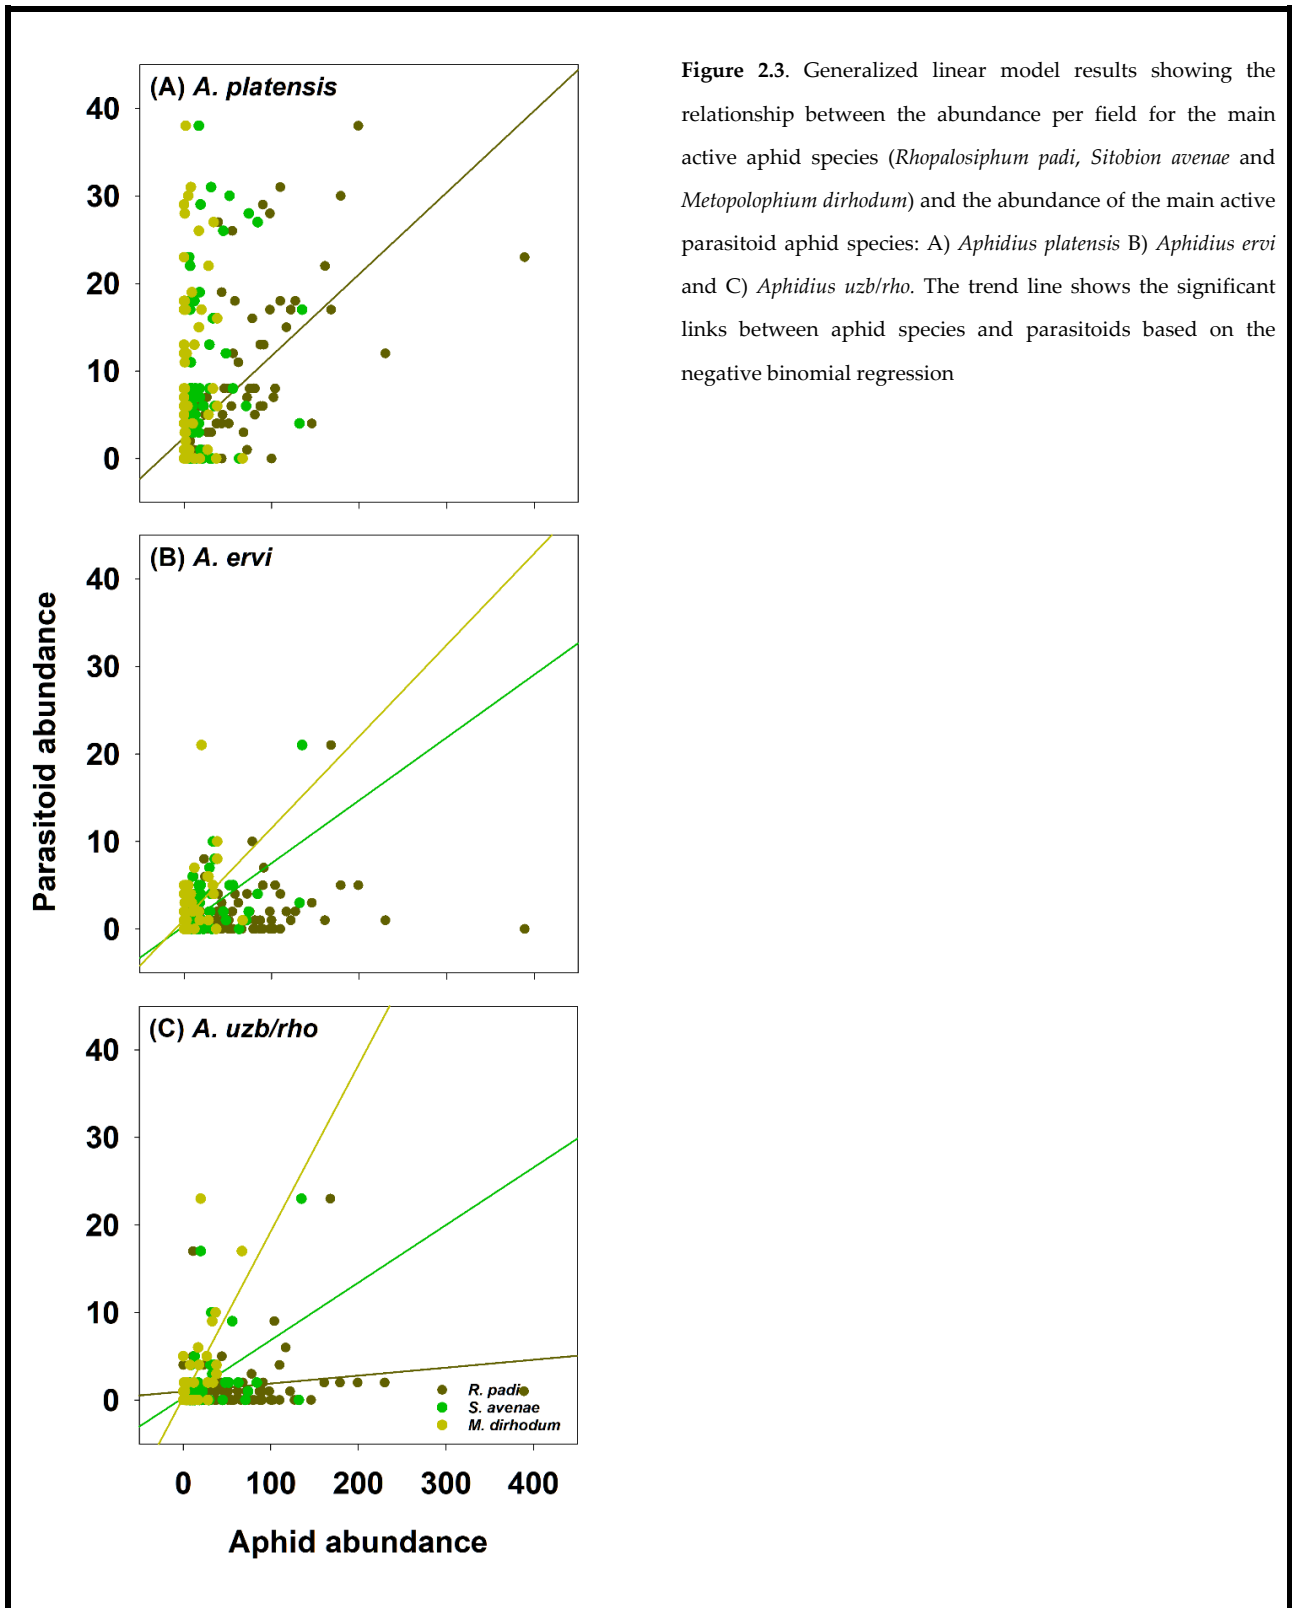 (A) A. platensis
40
30
20
10
0
(B) A. ervi
40
30
20
10
0
(C) A. uzb/rho
40
30
20
10
0
R. padi
S. avenae
M. dirhodum
0 100 200 300 400
Aphid abundance
Parasitoid abundance
Figure 2.3. Generalized linear model results showing the
relationship between the abundance per field for the main
active aphid species (Rhopalosiphum padi, Sitobion avenae and
Metopolophium dirhodum) and the abundance of the main active
parasitoid aphid species: A) Aphidius platensis B) Aphidius ervi
and C) Aphidius uzb/rho. The trend line shows the significant
links between aphid species and parasitoids based on the
negative binomial regression